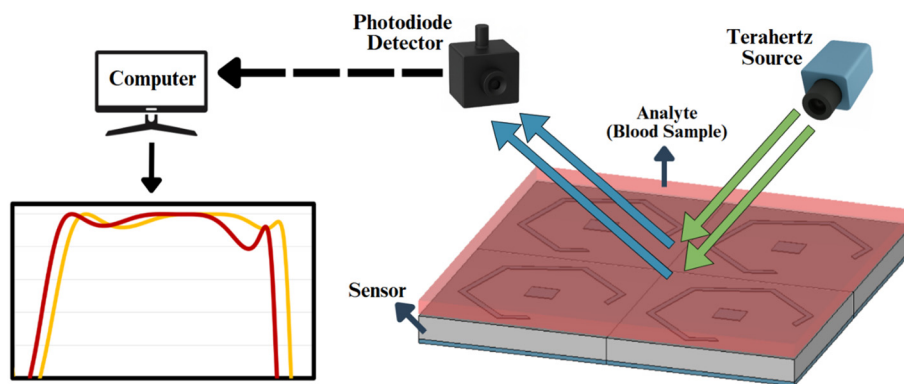 Photodiode
Detector
Terahertz
Source
Computer
Analyte
(Blood Sample)
Sensor